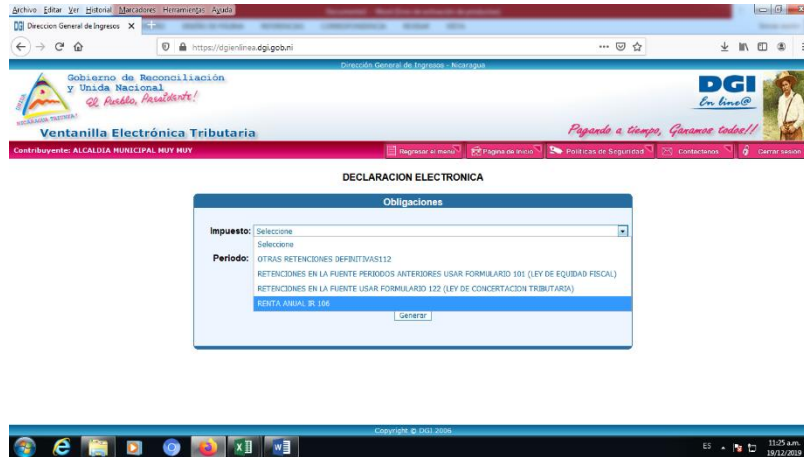 Archivo Editar Ver Historial Marcadores Herramientas Ayuda
Direccion General de Ingresos
https://dgienlinea.dgi.gob.ni
Dirección General de Ingresos - Nicaragua
Gobierno de Reconciliación
y Unida Nacional
El Pueblo, Presidente!
DGI
En line@
Ventanilla Electrónica Tributaria
Pagando a tiempo, Ganamos todos!!
Contribuyente: ALCALDIA MUNICIPAL MUY MUY
Regresar al menú
Página de Inicio
Políticas de Seguridad
Contáctenos
Cerrar sesión
DECLARACION ELECTRONICA
Obligaciones
Impuesto: Seleccione
Seleccione
Periodo: OTRAS RETENCIONES DEFINITIVAS112
RETENCIONES EN LA FUENTE PERIODOS ANTERIORES USAR FORMULARIO 101 (LEY DE EQUIDAD FISCAL)
RETENCIONES EN LA FUENTE USAR FORMULARIO 122 (LEY DE CONCERTACION TRIBUTARIA)
RENTA ANUAL IR 106
Generar
Copyright © DGI 2006
ES
11:25 a.m.
19/12/2019